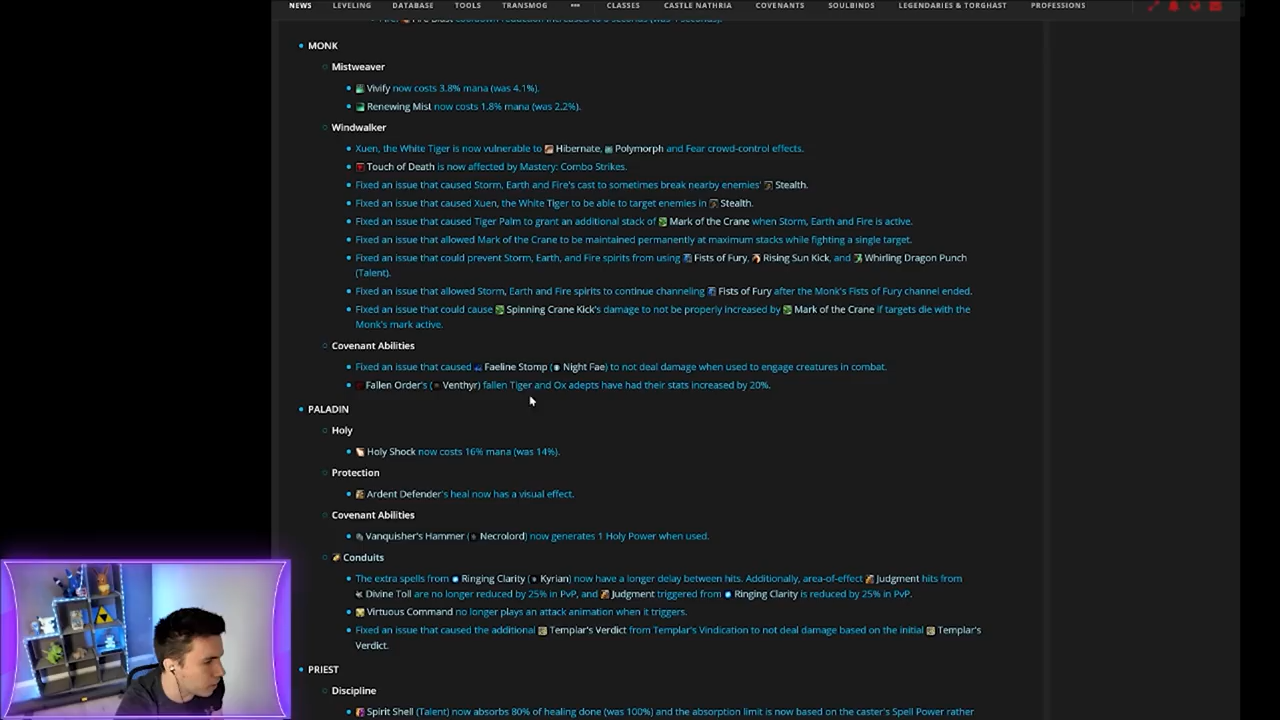 NEWS LEVELING DATABASE TOOLS TRANSMOG ••• CLASSES CASTLE NATHRIA COVENANTS SOULBINDS LEGENDARIES & TORGHAST PROFESSIONS
MONK
Mistweaver
Vivify now costs 3.8% mana (was 4.1%).
Renewing Mist now costs 1.8% mana (was 2.2%).
Windwalker
Xuen, the White Tiger is now vulnerable to Hibernate, Polymorph and Fear crowd-control effects.
Touch of Death is now affected by Mastery: Combo Strikes.
Fixed an issue that caused Storm, Earth and Fire's cast to sometimes break nearby enemies' Stealth.
Fixed an issue that caused Xuen, the White Tiger to be able to target enemies in Stealth.
Fixed an issue that caused Tiger Palm to grant an additional stack of Mark of the Crane when Storm, Earth and Fire is active.
Fixed an issue that allowed Mark of the Crane to be maintained permanently at maximum stacks while fighting a single target.
Fixed an issue that could prevent Storm, Earth, and Fire spirits from using Fists of Fury, Rising Sun Kick, and Whirling Dragon Punch
(Talent).
Fixed an issue that allowed Storm, Earth and Fire spirits to continue channeling Fists of Fury after the Monk's Fists of Fury channel ended.
Fixed an issue that could cause Spinning Crane Kick's damage to not be properly increased by Mark of the Crane if targets die with the
Monk's mark active.
Covenant Abilities
Fixed an issue that caused Faeline Stomp (Night Fae) to not deal damage when used to engage creatures in combat.
Fallen Order's (Venthyr) fallen Tiger and Ox adepts have had their stats increased by 20%.
PALADIN
Holy
Holy Shock now costs 16% mana (was 14%).
Protection
Ardent Defender's heal now has a visual effect.
Covenant Abilities
Vanquisher's Hammer (Necrolord) now generates 1 Holy Power when used.
Conduits
The extra spells from Ringing Clarity (Kyrian) now have a longer delay between hits. Additionally, area-of-effect Judgment hits from
Divine Toll are no longer reduced by 25% in PvP, and Judgment triggered from Ringing Clarity is reduced by 25% in PvP.
Virtuous Command no longer plays an attack animation when it triggers.
Fixed an issue that caused the additional Templar's Verdict from Templar's Vindication to not deal damage based on the initial Templar's
Verdict.
PRIEST
Discipline
Spirit Shell (Talent) now absorbs 80% of healing done (was 100%) and the absorption limit is now based on the caster's Spell Power rather